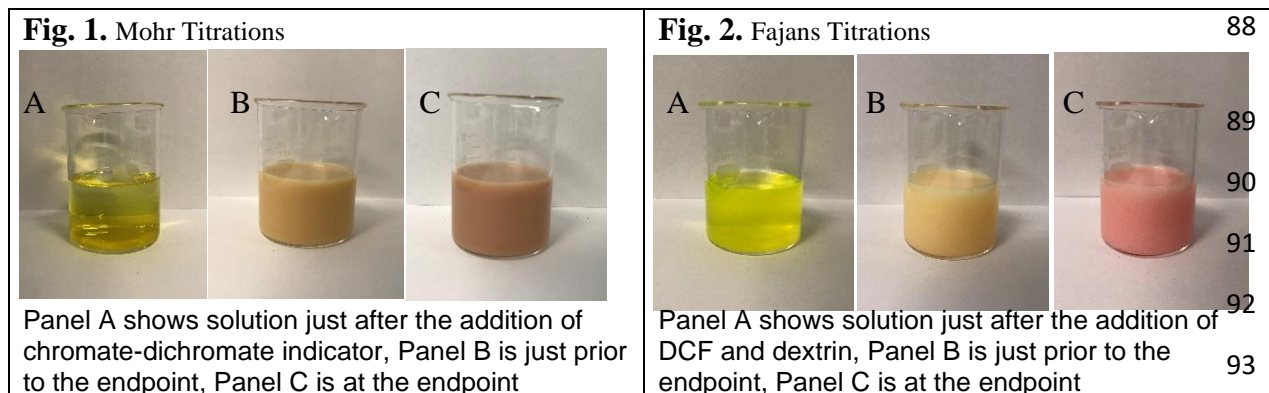 Fig. 1. Mohr Titrations
A
B
C
Panel A shows solution just after the addition of
chromate-dichromate indicator, Panel B is just prior
to the endpoint, Panel C is at the endpoint
Fig. 2. Fajans Titrations
A
B
C
Panel A shows solution just after the addition of
DCF and dextrin, Panel B is just prior to the
endpoint, Panel C is at the endpoint
88
89
90
91
92
93